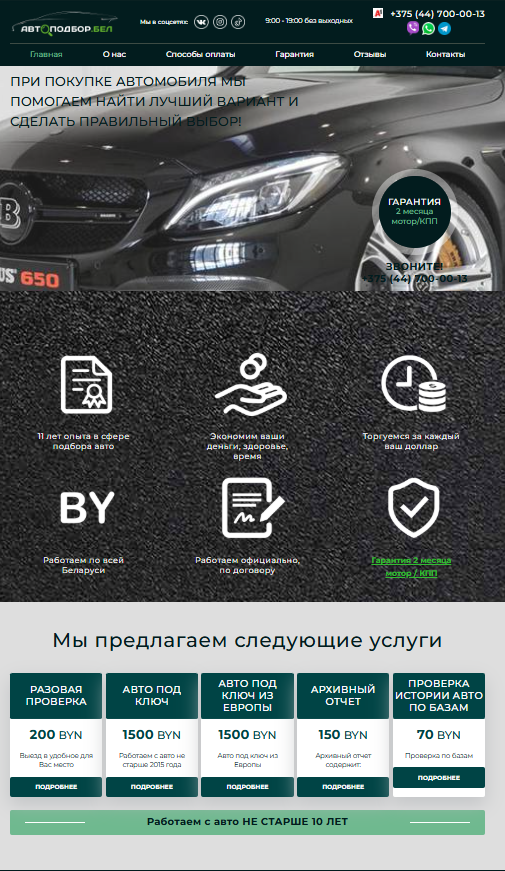 АВТОПОДБОР.БЕЛ
Мы в соцсетях:
9:00 - 19:00 без выходных
+375 (44) 700-00-13
Главная
О нас
Способы оплаты
Гарантия
Отзывы
Контакты
ПРИ ПОКУПКЕ АВТОМОБИЛЯ МЫ
ПОМОГАЕМ НАЙТИ ЛУЧШИЙ ВАРИАНТ И
СДЕЛАТЬ ПРАВИЛЬНЫЙ ВЫБОР!
ГАРАНТИЯ
2 месяца
мотор/КПП
B
US 650
ЗВОНИТЕ!
+375 (44) 700-00-13
11 лет опыта в сфере
подбора авто
Экономим ваши
деньги, здоровье,
время
Торгуемся за каждый
ваш доллар
BY
Работаем по всей
Беларуси
Работаем официально,
по договору
Гарантия 2 месяца
мотор / КПП
Мы предлагаем следующие услуги
РАЗОВАЯ
ПРОВЕРКА
200 BYN
Выезд в удобное для
Вас место
ПОДРОБНЕЕ
АВТО ПОД
КЛЮЧ
1500 BYN
Работаем с авто не
старше 2015 года
ПОДРОБНЕЕ
АВТО ПОД
КЛЮЧ ИЗ
ЕВРОПЫ
1500 BYN
Авто под ключ из
Европы
ПОДРОБНЕЕ
АРХИВНЫЙ
ОТЧЕТ
150 BYN
Архивный отчет
содержит:
ПОДРОБНЕЕ
ПРОВЕРКА
ИСТОРИИ АВТО
ПО БАЗАМ
70 BYN
Проверка по базам
ПОДРОБНЕЕ
Работаем с авто НЕ СТАРШЕ 10 ЛЕТ